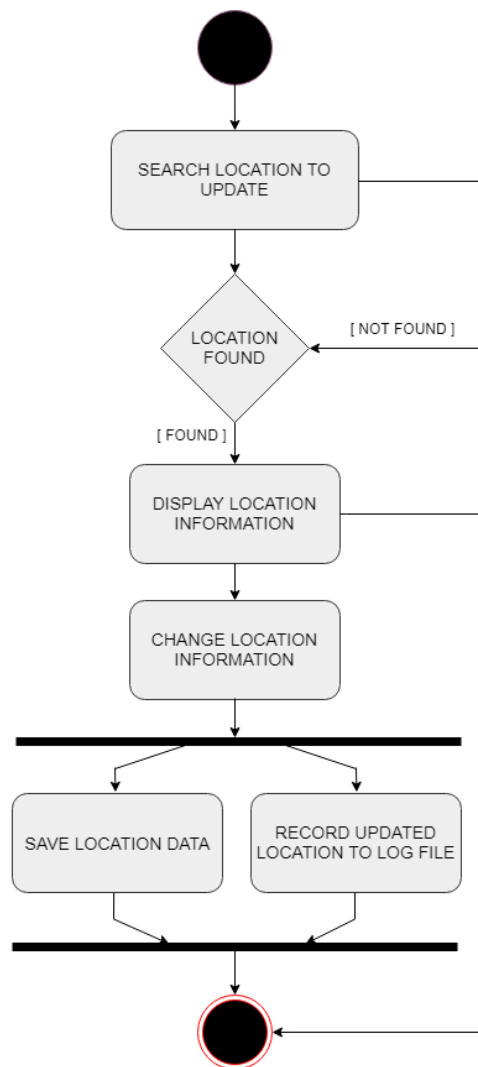 SEARCH LOCATION TO
UPDATE
LOCATION
FOUND
[ NOT FOUND ]
[ FOUND ]
DISPLAY LOCATION
INFORMATION
CHANGE LOCATION
INFORMATION
SAVE LOCATION DATA
RECORD UPDATED
LOCATION TO LOG FILE